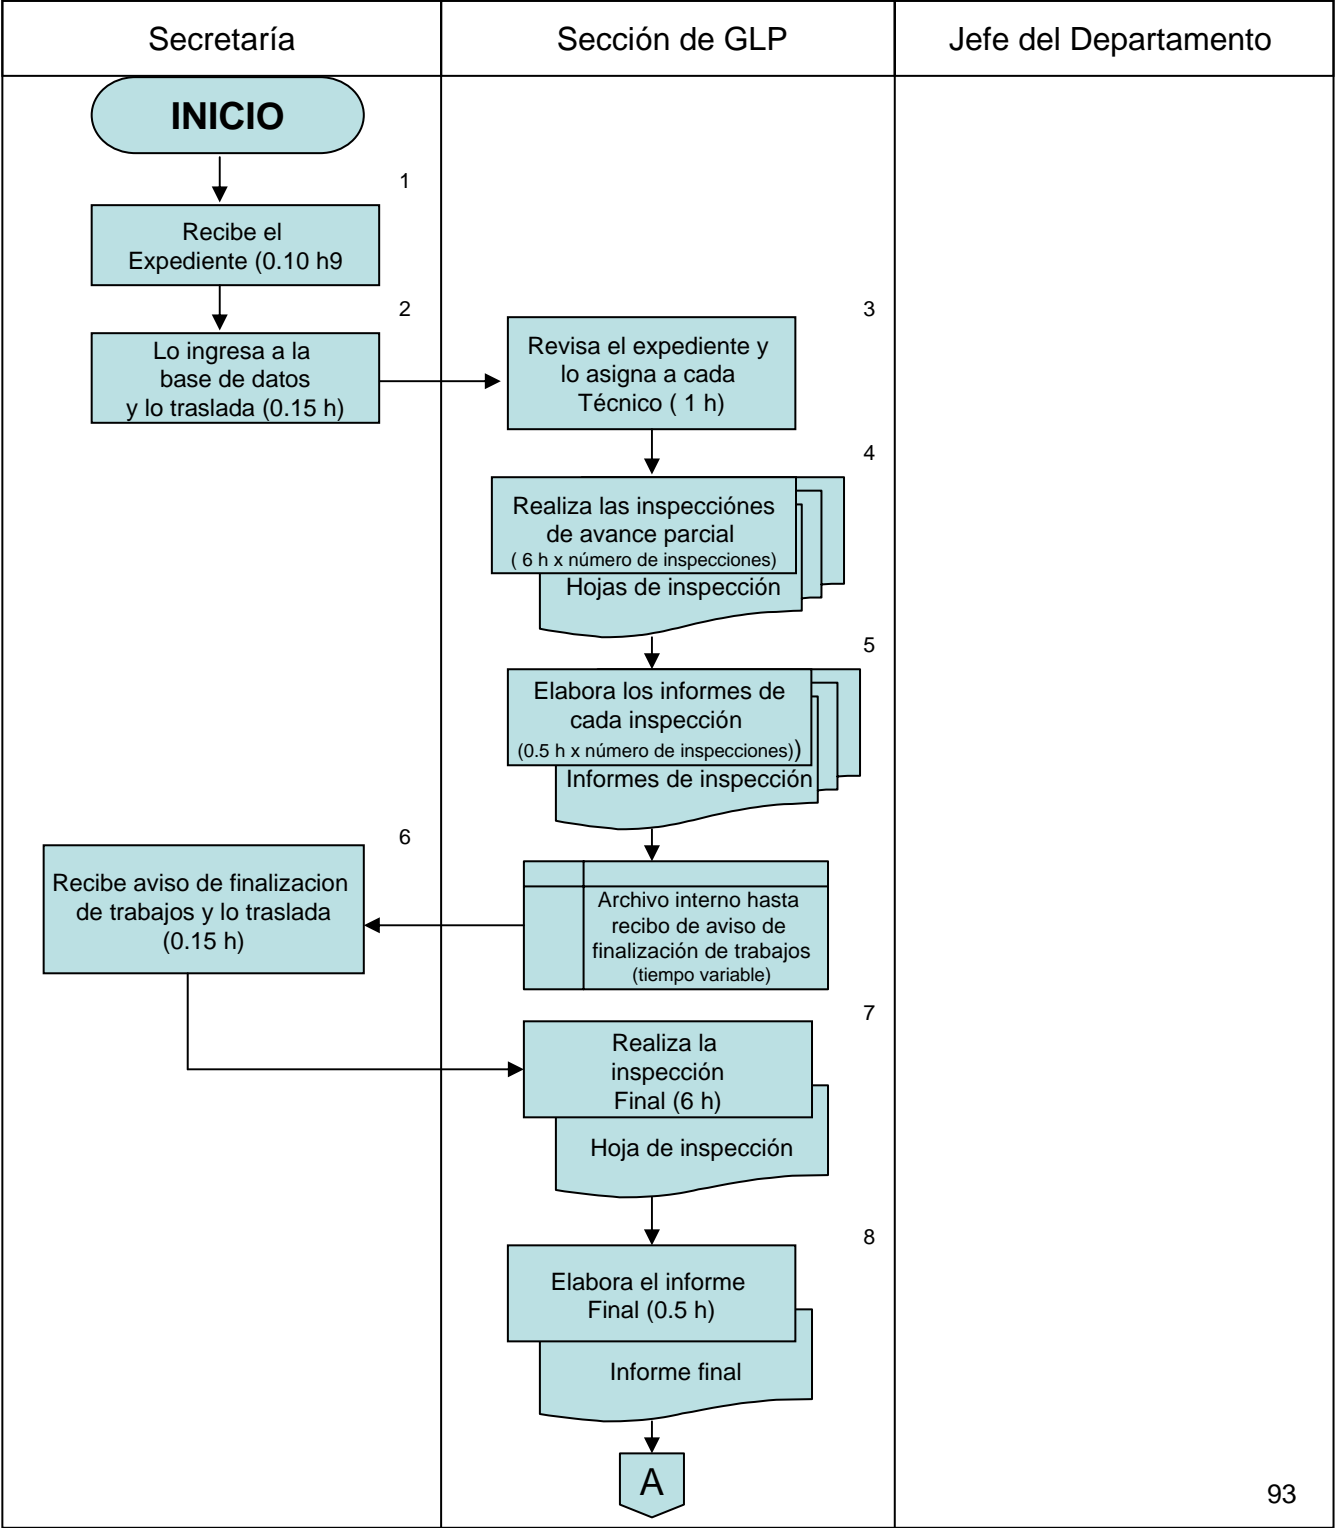 Secretaría
Sección de GLP
Jefe del Departamento
INICIO
1
Recibe el
Expediente (0.10 h9
2
Lo ingresa a la
base de datos
y lo traslada (0.15 h)
3
Revisa el expediente y
lo asigna a cada
Técnico ( 1 h)
4
Realiza las inspecciónes
de avance parcial
( 6 h x número de inspecciones)
Hojas de inspección
5
Elabora los informes de
cada inspección
(0.5 h x número de inspecciones))
Informes de inspección
Archivo interno hasta
recibo de aviso de
finalización de trabajos
(tiempo variable)
6
Recibe aviso de finalizacion
de trabajos y lo traslada
(0.15 h)
7
Realiza la
inspección
Final (6 h)
Hoja de inspección
8
Elabora el informe
Final (0.5 h)
Informe final
A
93